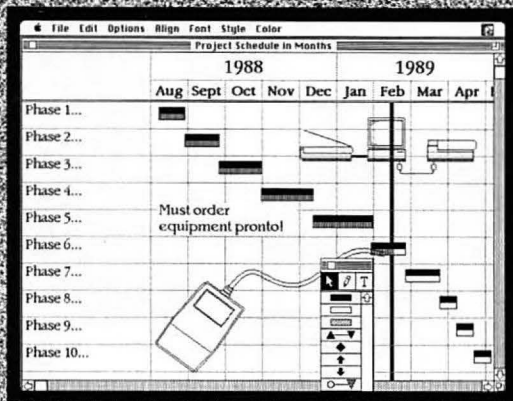 File Edit Options Align Font Style Color
Project Schedule in Months
1988 1989
Aug Sept Oct Nov Dec Jan Feb Mar Apr
Phase 1...
Phase 2...
Phase 3...
Phase 4...
Phase 5...
Must order
equipment pronto!
Phase 6...
Phase 7...
T
Phase 8...
Phase 9...
Phase 10...